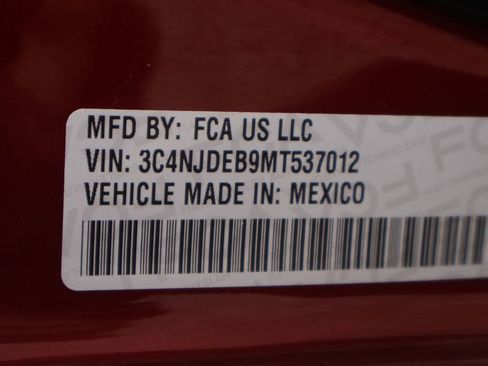 MFD BY: FCA US LLC
VIN: 3C4NJDEB9MT537012
VEHICLE MADE IN: MEXICO